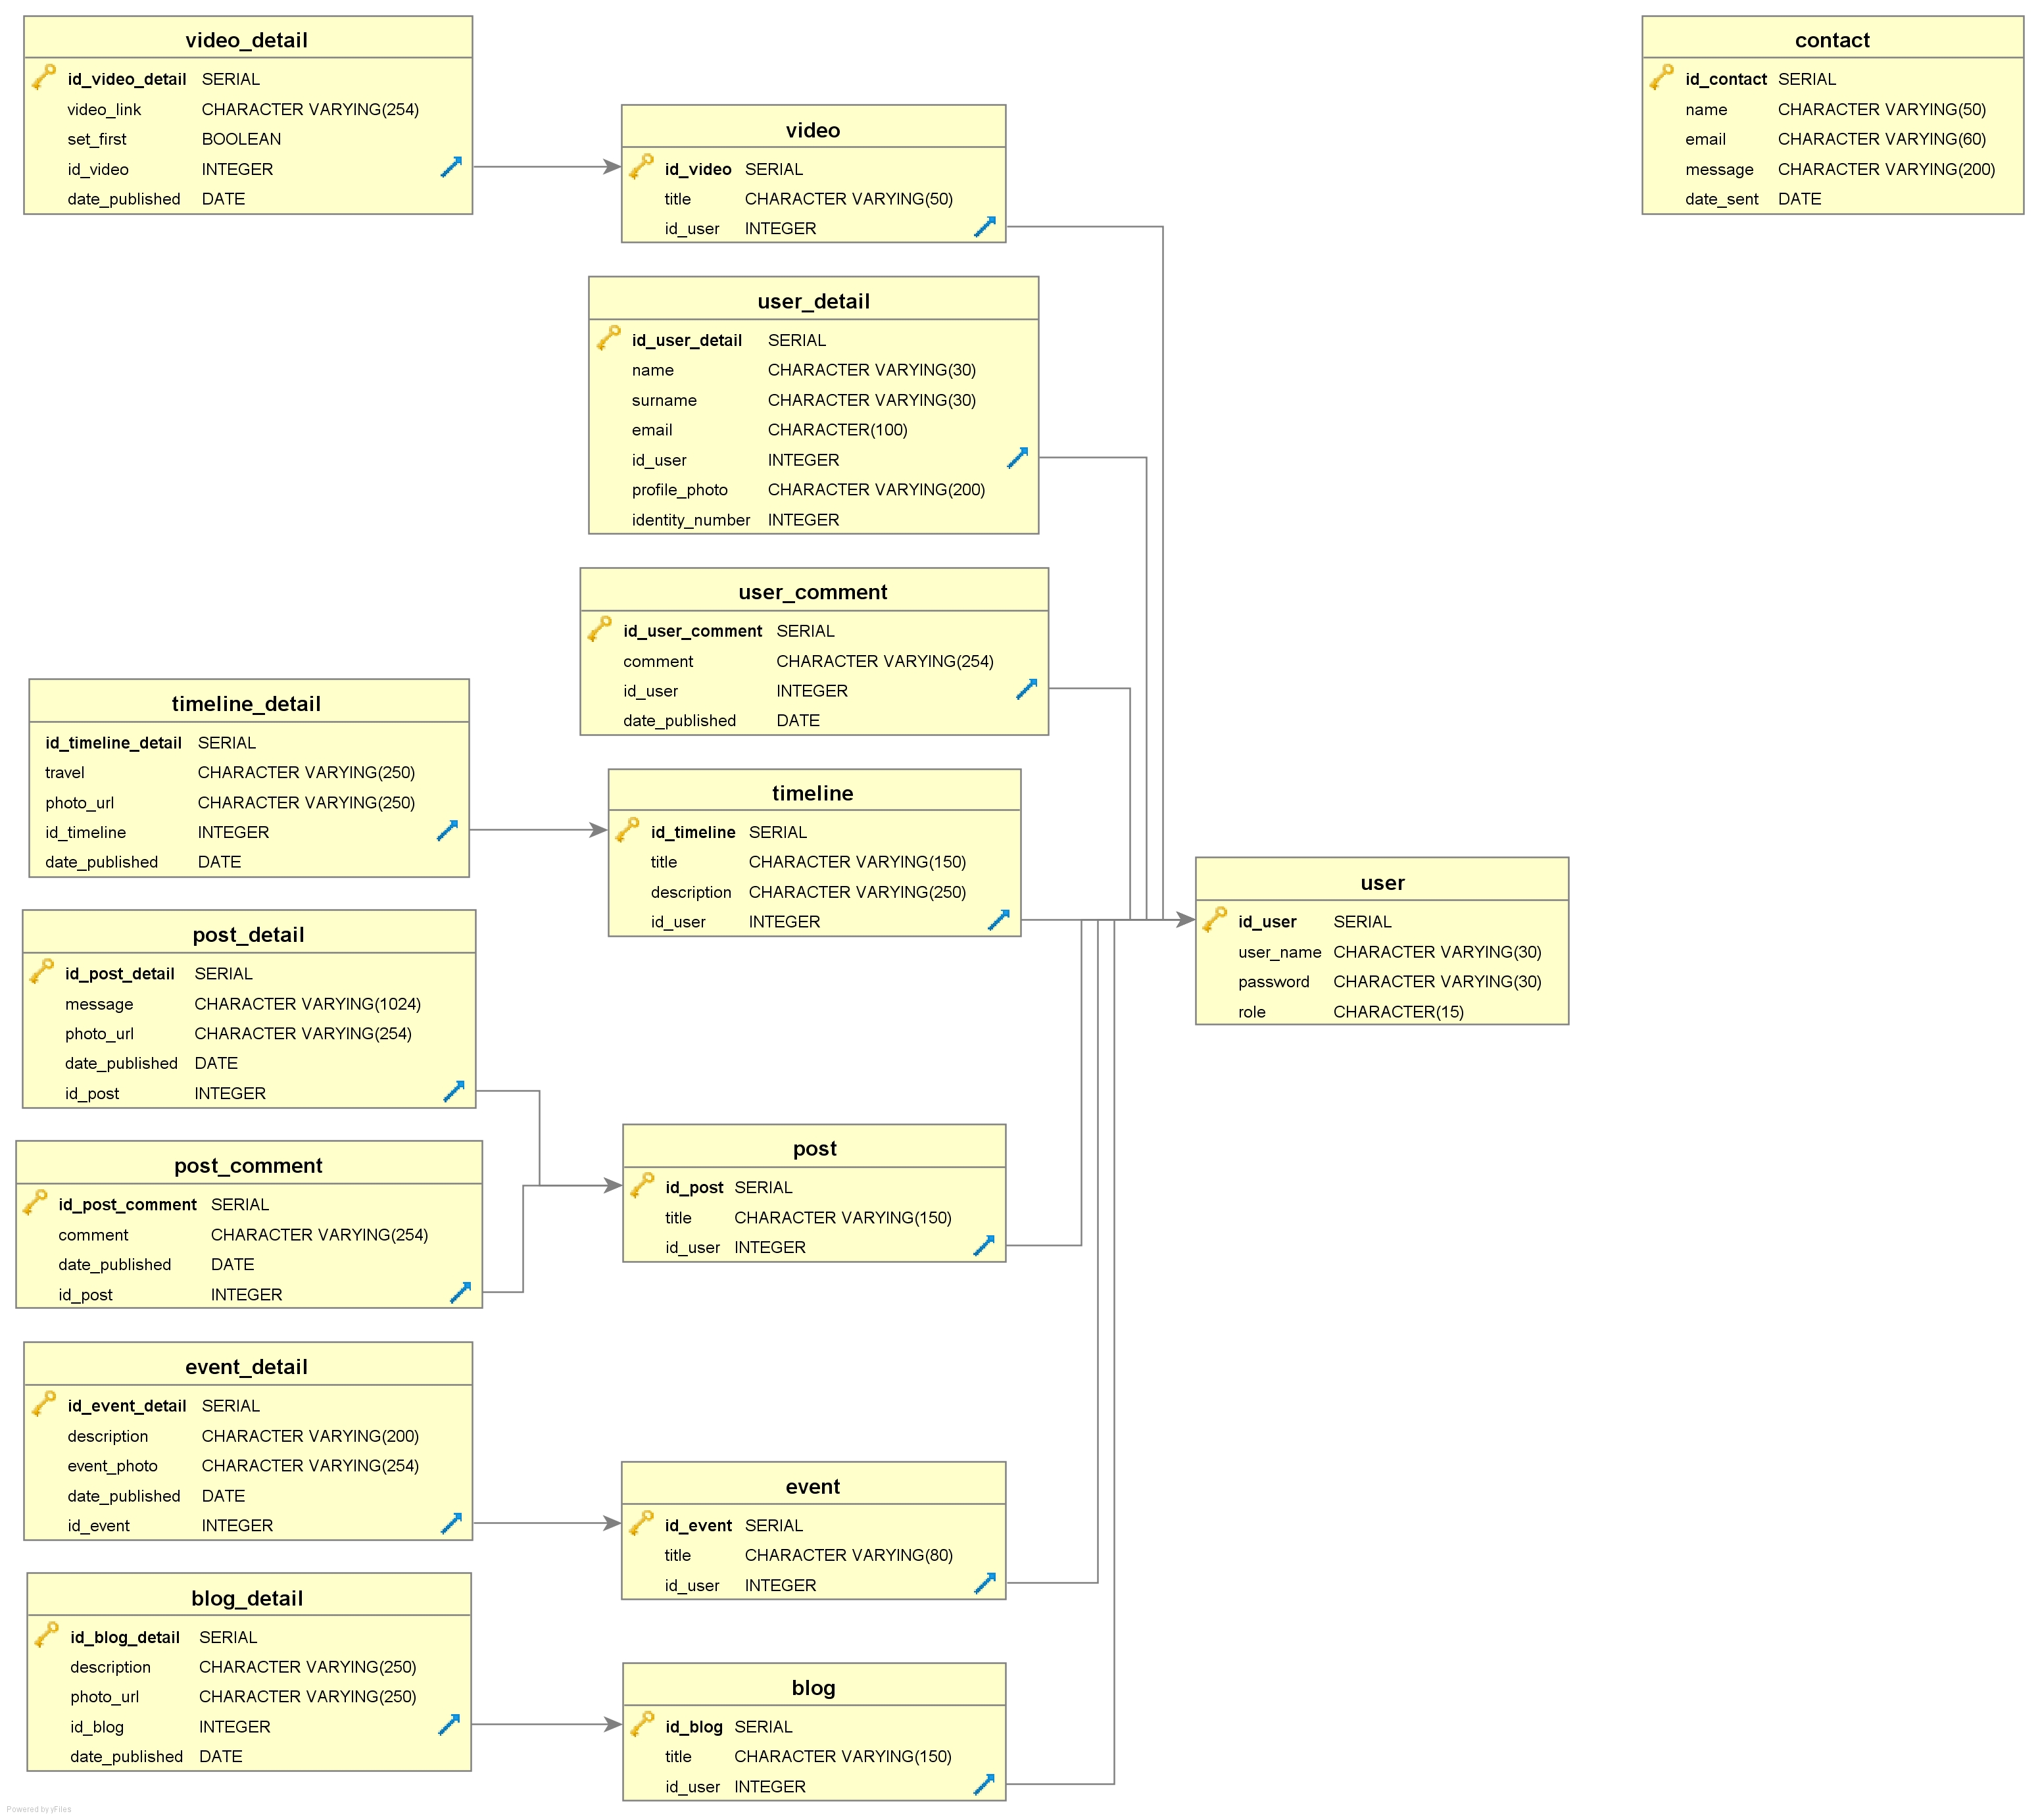 video_detail
id_video_detail SERIAL
video_link CHARACTER VARYING(254)
set_first BOOLEAN
id_video INTEGER
date_published DATE
contact
id_contact SERIAL
name CHARACTER VARYING(50)
email CHARACTER VARYING(60)
message CHARACTER VARYING(200)
date_sent DATE
video
id_video SERIAL
title CHARACTER VARYING(50)
id_user INTEGER
user_detail
id_user_detail SERIAL
name CHARACTER VARYING(30)
surname CHARACTER VARYING(30)
email CHARACTER(100)
id_user INTEGER
profile_photo CHARACTER VARYING(200)
identity_number INTEGER
user_comment
id_user_comment SERIAL
comment CHARACTER VARYING(254)
id_user INTEGER
date_published DATE
timeline_detail
id_timeline_detail SERIAL
travel CHARACTER VARYING(250)
photo_url CHARACTER VARYING(250)
id_timeline INTEGER
date_published DATE
timeline
id_timeline SERIAL
title CHARACTER VARYING(150)
description CHARACTER VARYING(250)
id_user INTEGER
user
id_user SERIAL
user_name CHARACTER VARYING(30)
password CHARACTER VARYING(30)
role CHARACTER(15)
post_detail
id_post_detail SERIAL
message CHARACTER VARYING(1024)
photo_url CHARACTER VARYING(254)
date_published DATE
id_post INTEGER
post_comment
id_post_comment SERIAL
comment CHARACTER VARYING(254)
date_published DATE
id_post INTEGER
post
id_post SERIAL
title CHARACTER VARYING(150)
id_user INTEGER
event_detail
id_event_detail SERIAL
description CHARACTER VARYING(200)
event_photo CHARACTER VARYING(254)
date_published DATE
id_event INTEGER
event
id_event SERIAL
title CHARACTER VARYING(80)
id_user INTEGER
blog_detail
id_blog_detail SERIAL
description CHARACTER VARYING(250)
photo_url CHARACTER VARYING(250)
id_blog INTEGER
date_published DATE
blog
id_blog SERIAL
title CHARACTER VARYING(150)
id_user INTEGER
Powered by yFiles